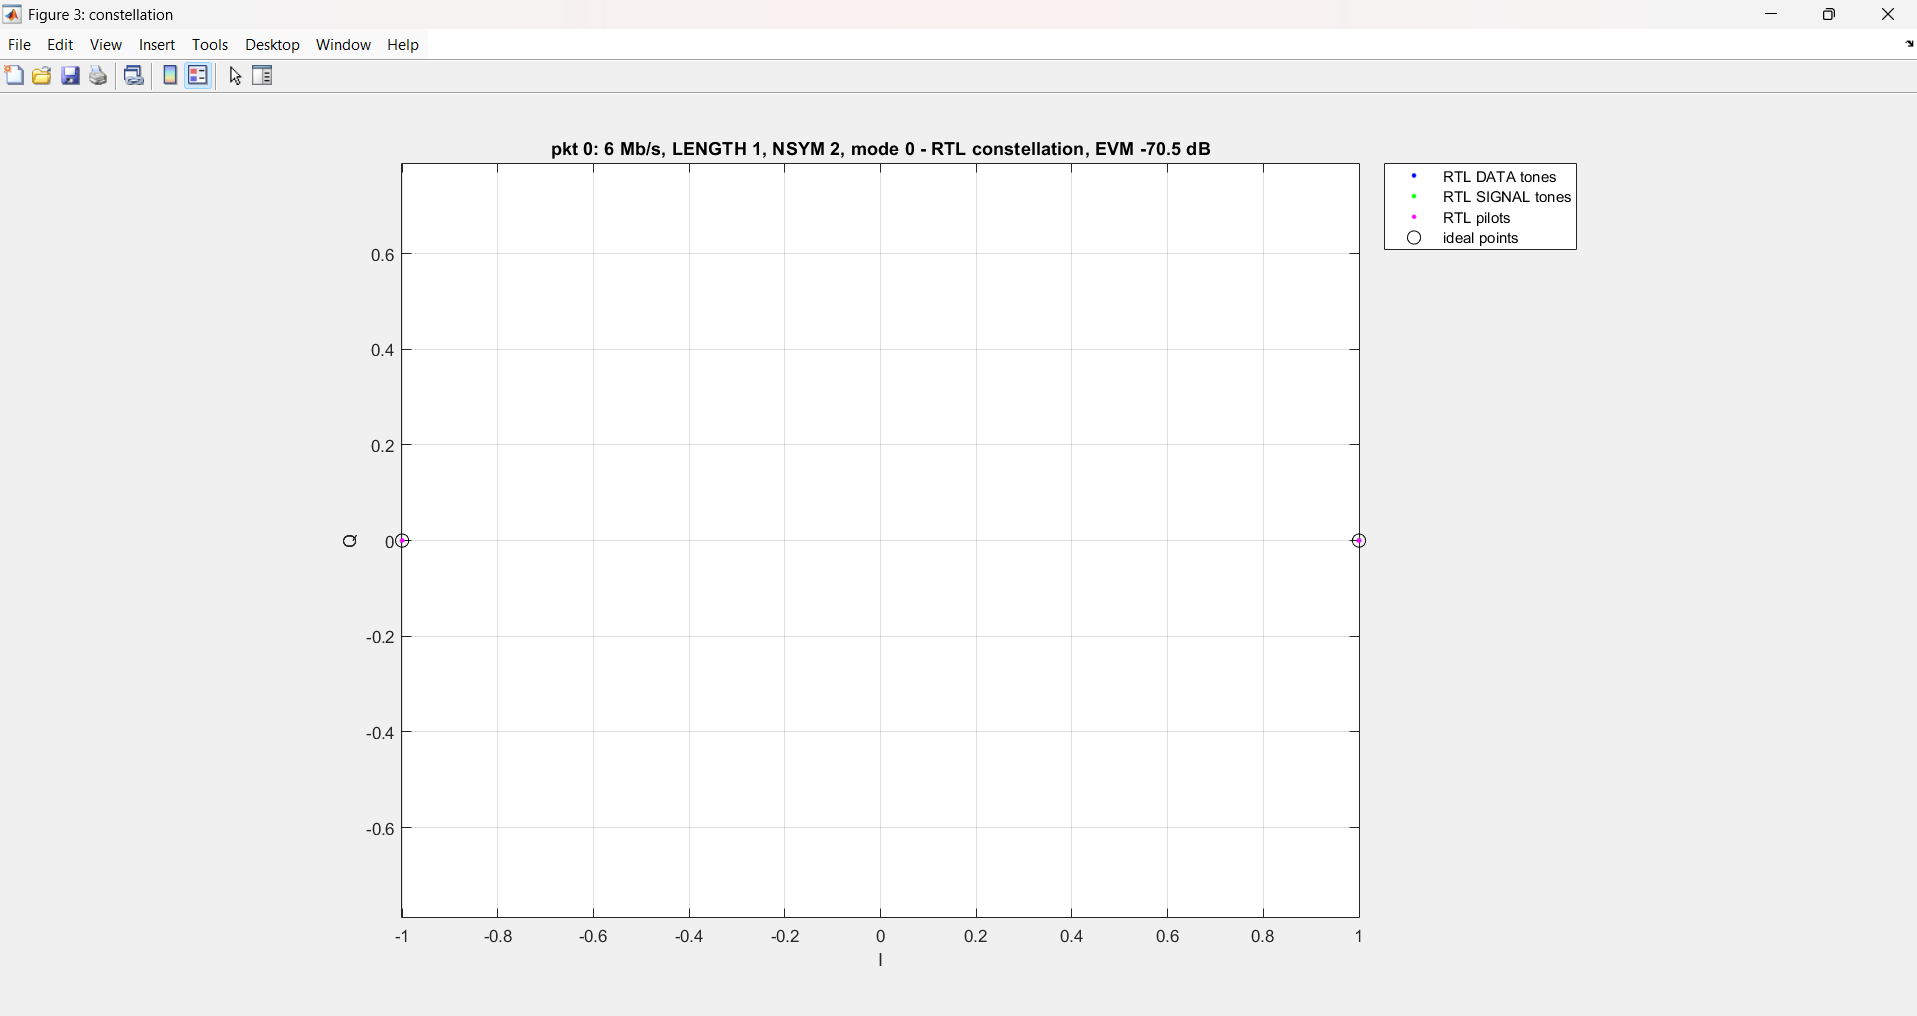 Figure 3: constellation
File Edit View Insert Tools Desktop Window Help
pkt 0: 6 Mb/s, LENGTH 1, NSYM 2, mode 0 - RTL constellation, EVM -70.5 dB
RTL DATA tones
RTL SIGNAL tones
RTL pilots
ideal points
0.6
0.4
0.2
0
-0.2
-0.4
-0.6
Q
-1 -0.8 -0.6 -0.4 -0.2 0 0.2 0.4 0.6 0.8 1
I